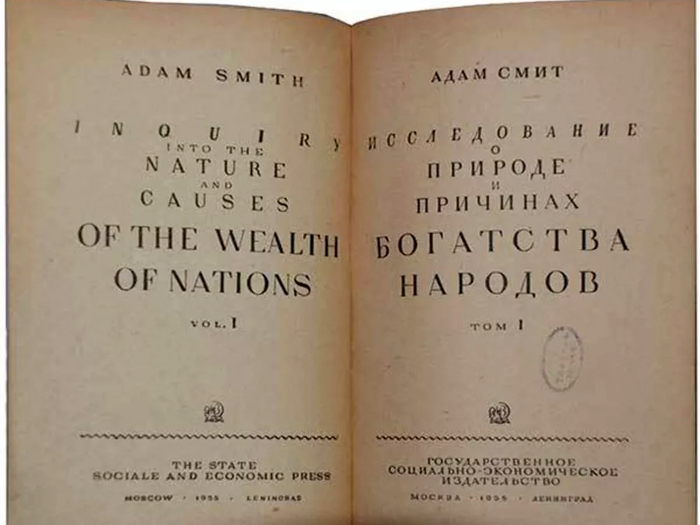 ADAM SMITH
INQUIRY
INTO THE
NATURE
AND
CAUSES
OF THE WEALTH
OF NATIONS
VOL. I
THE STATE
SOCIALE AND ECONOMIC PRESS
MOSCOW · 1935 · LENINGRAD
АДАМ СМИТ
ИССЛЕДОВАНИЕ
О
ПРИРОДЕ
И
ПРИЧИНАХ
БОГАТСТВА
НАРОДОВ
ТОМ I
ГОСУДАРСТВЕННОЕ
СОЦИАЛЬНО-ЭКОНОМИЧЕСКОЕ
ИЗДАТЕЛЬСТВО
МОСКВА · 1935 · ЛЕНИНГРАД